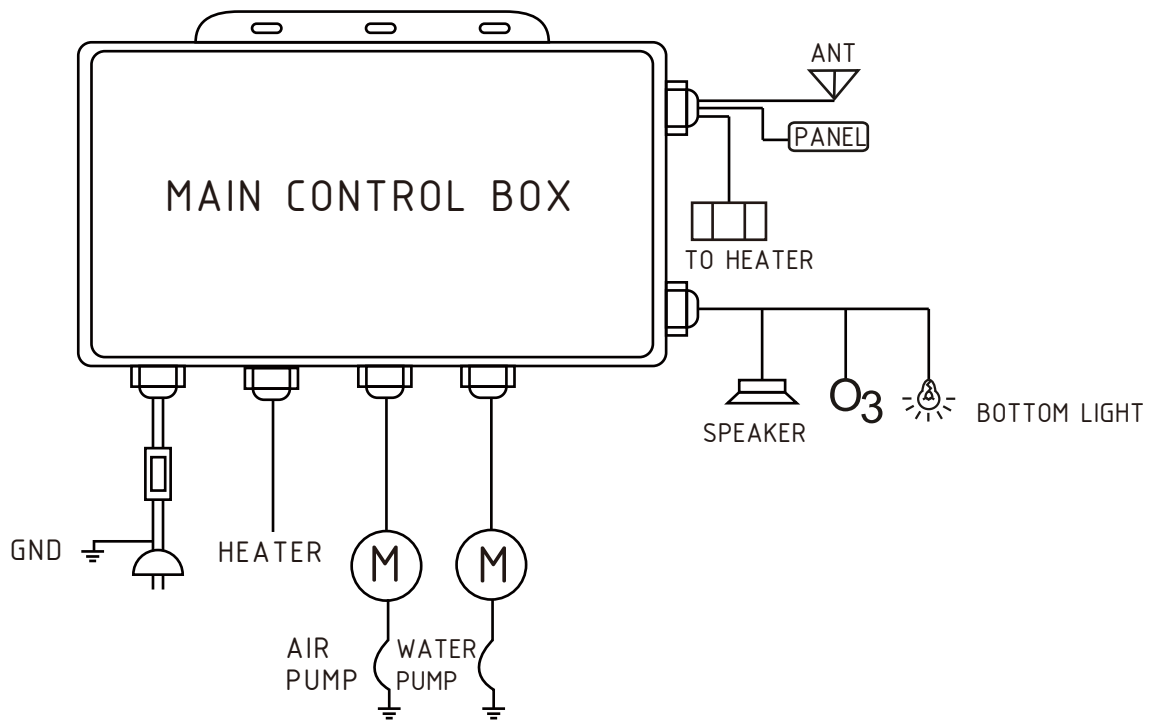 ANT
PANEL
MAIN CONTROL BOX
TO HEATER
O3
SPEAKER
BOTTOM LIGHT
GND
HEATER
M
M
AIR
PUMP
WATER
PUMP